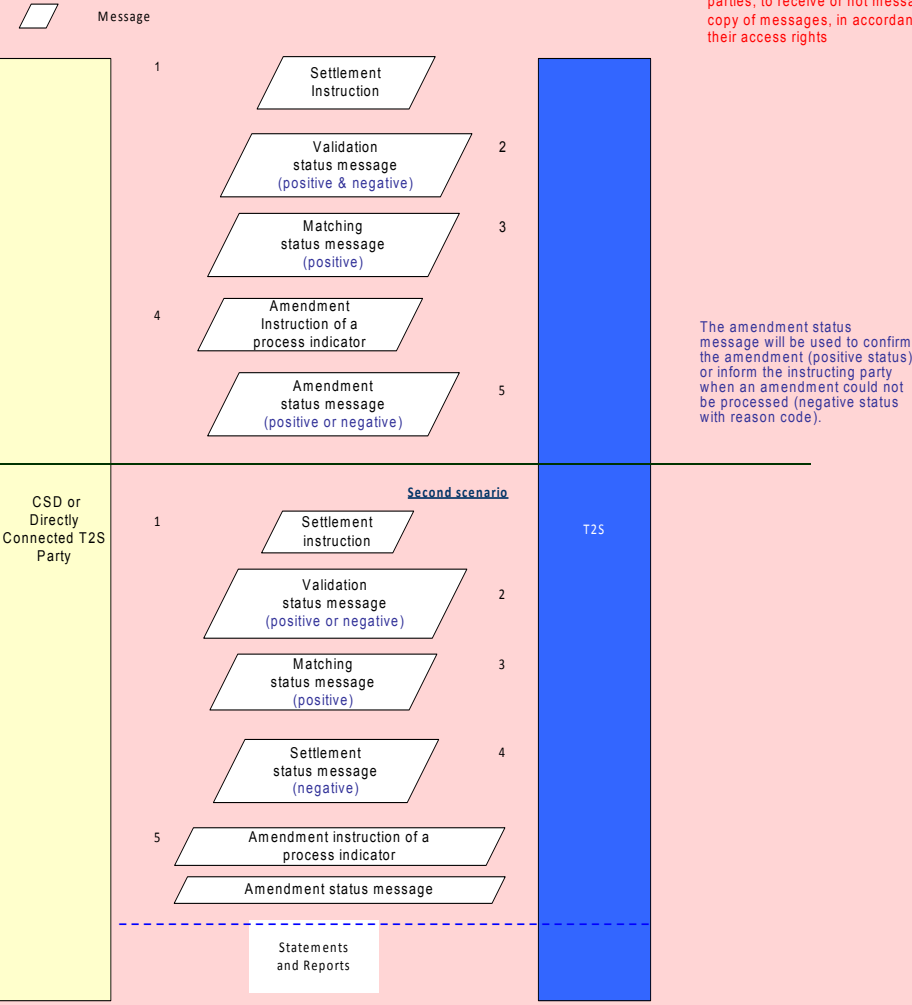 Message
parties, to receive or not
copy of messages, in
their access rights
1
Settlement
Instruction
Validation
status message
(positive & negative)
2
Matching
status message
(positive)
3
4
Amendment
Instruction of a
process indicator
Amendment
status message
(positive or negative)
5
The amendment status
message will be used to confirm
the amendment (positive status)
or inform the instructing party
when an amendment could not
be processed (negative status
with reason code).
Second scenario
CSD or
Directly
Connected T2S
Party
T2S
1
Settlement
instruction
Validation
status message
(positive or negative)
2
Matching
status message
(positive)
3
Settlement
status message
(negative)
4
5
Amendment instruction of a
process indicator
Amendment status message
Statements
and Reports